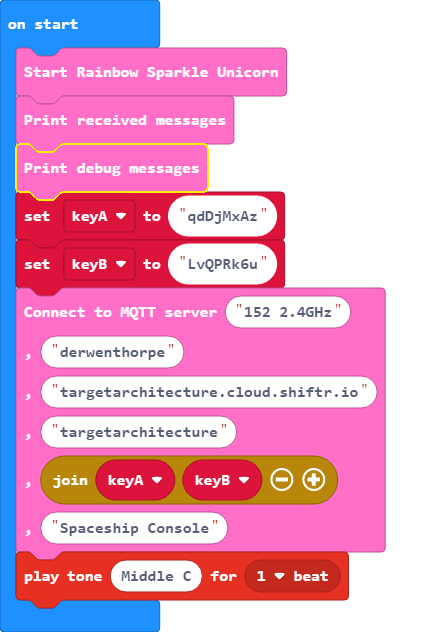 on start
Start Rainbow Sparkle Unicorn
Print received messages
Print debug messages
set keyA to "qdDjMxAz"
set keyB to "LvQPRk6u"
Connect to MQTT server "152 2.4GHz"
, "derwenthorpe"
, "targetarchitecture.cloud.shiftr.io"
, "targetarchitecture"
, join keyA keyB
, "Spaceship Console"
play tone Middle C for 1 beat